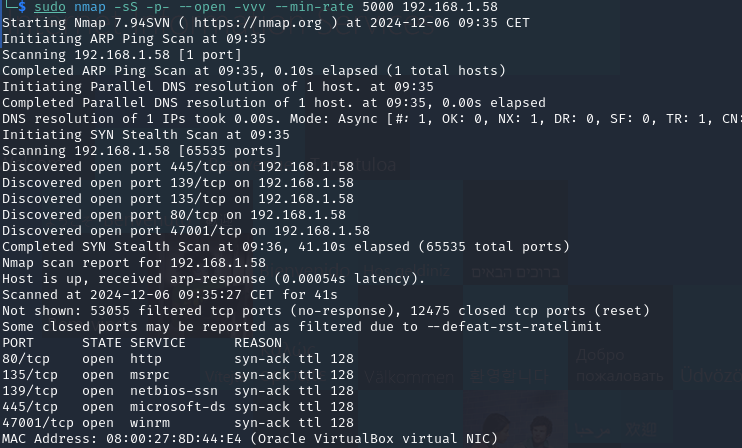 └─$ sudo nmap -sS -p- --open -vvv --min-rate 5000 192.168.1.58
Starting Nmap 7.94SVN ( https://nmap.org ) at 2024-12-06 09:35 CET
Initiating ARP Ping Scan at 09:35
Scanning 192.168.1.58 [1 port]
Completed ARP Ping Scan at 09:35, 0.10s elapsed (1 total hosts)
Initiating Parallel DNS resolution of 1 host. at 09:35
Completed Parallel DNS resolution of 1 host. at 09:35, 0.00s elapsed
DNS resolution of 1 IPs took 0.00s. Mode: Async [#: 1, OK: 0, NX: 1, DR: 0, SF: 0, TR: 1, CN:
Initiating SYN Stealth Scan at 09:35
Scanning 192.168.1.58 [65535 ports]
Discovered open port 445/tcp on 192.168.1.58
Discovered open port 139/tcp on 192.168.1.58
Discovered open port 135/tcp on 192.168.1.58
Discovered open port 80/tcp on 192.168.1.58
Discovered open port 47001/tcp on 192.168.1.58
Completed SYN Stealth Scan at 09:36, 41.10s elapsed (65535 total ports)
Nmap scan report for 192.168.1.58
Host is up, received arp-response (0.00054s latency).
Scanned at 2024-12-06 09:35:27 CET for 41s
Not shown: 53055 filtered tcp ports (no-response), 12475 closed tcp ports (reset)
Some closed ports may be reported as filtered due to --defeat-rst-ratelimit
PORT STATE SERVICE REASON
80/tcp open http syn-ack ttl 128
135/tcp open msrpc syn-ack ttl 128
139/tcp open netbios-ssn syn-ack ttl 128
445/tcp open microsoft-ds syn-ack ttl 128
47001/tcp open winrm syn-ack ttl 128
MAC Address: 08:00:27:8D:44:E4 (Oracle VirtualBox virtual NIC)
ברוכים הבאים
Välkommen
Добро
пожаловать